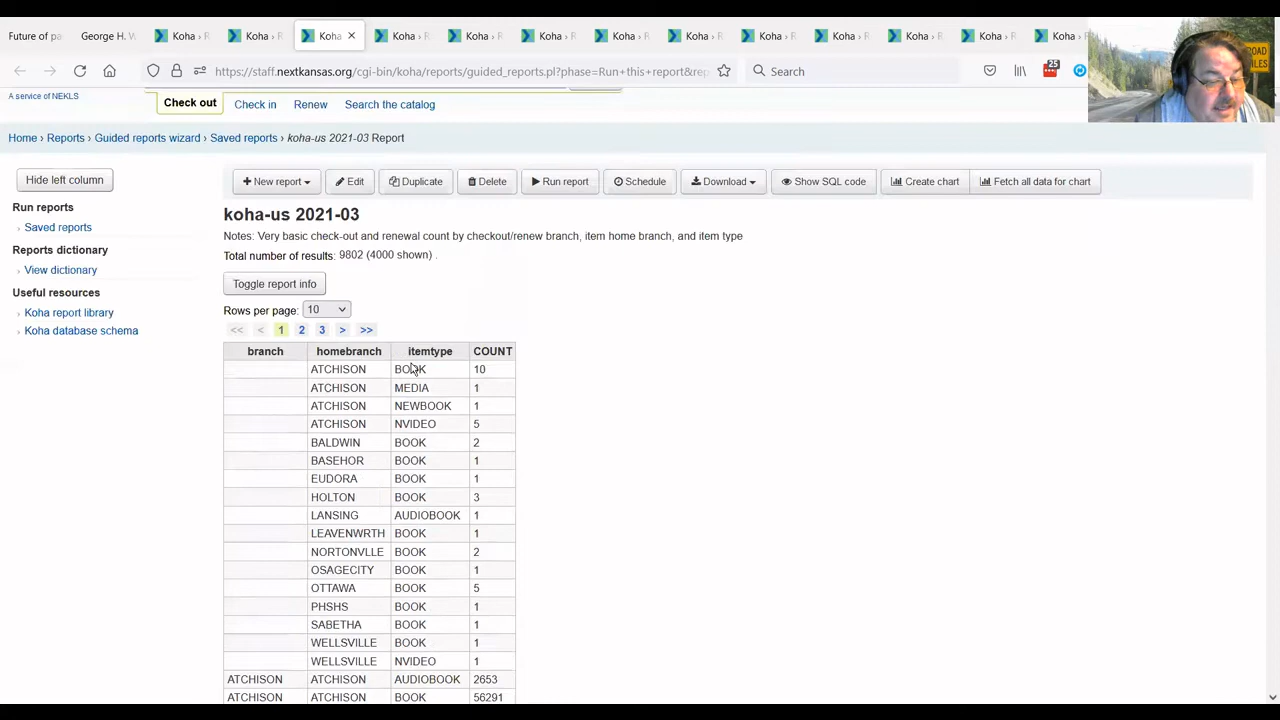 Future of pa George H. W Koha › R Koha › R Koha Koha › R Koha › R Koha › R Koha › R Koha › R Koha › R Koha › R Koha › R Koha › R Koha › R
https://staff.nextkansas.o /koha/reports/guided_reports.pl?phase=Run+this+report&rep Search 25
ROAD
MILES
A service of NEKLS
Check out Check in Renew Search the catalog
Home › Reports › Guided reports wizard › Saved reports › koha-us 2021-03 Report
Hide left column
Run reports
› Saved reports
Reports dictionary
› View dictionary
Useful resources
› Koha report library
› Koha database schema
+ New report Edit Duplicate Delete Run report Schedule Download Show SQL code Create chart Fetch all data for chart
koha-us 2021-03
Notes: Very basic check-out and renewal count by checkout/renew branch, item home branch, and item type
Total number of results: 9802 (4000 shown) .
Toggle report info
Rows per page: 10
<< < 1 2 3 > >>
branch homebranch itemtype COUNT
ATCHISON BOOK 10
ATCHISON MEDIA 1
ATCHISON NEWBOOK 1
ATCHISON NVIDEO 5
BALDWIN BOOK 2
BASEHOR BOOK 1
EUDORA BOOK 1
HOLTON BOOK 3
LANSING AUDIOBOOK 1
LEAVENWRTH BOOK 1
NORTONVLLE BOOK 2
OSAGECITY BOOK 1
OTTAWA BOOK 5
PHSHS BOOK 1
SABETHA BOOK 1
WELLSVILLE BOOK 1
WELLSVILLE NVIDEO 1
ATCHISON ATCHISON AUDIOBOOK 2653
ATCHISON ATCHISON BOOK 56291